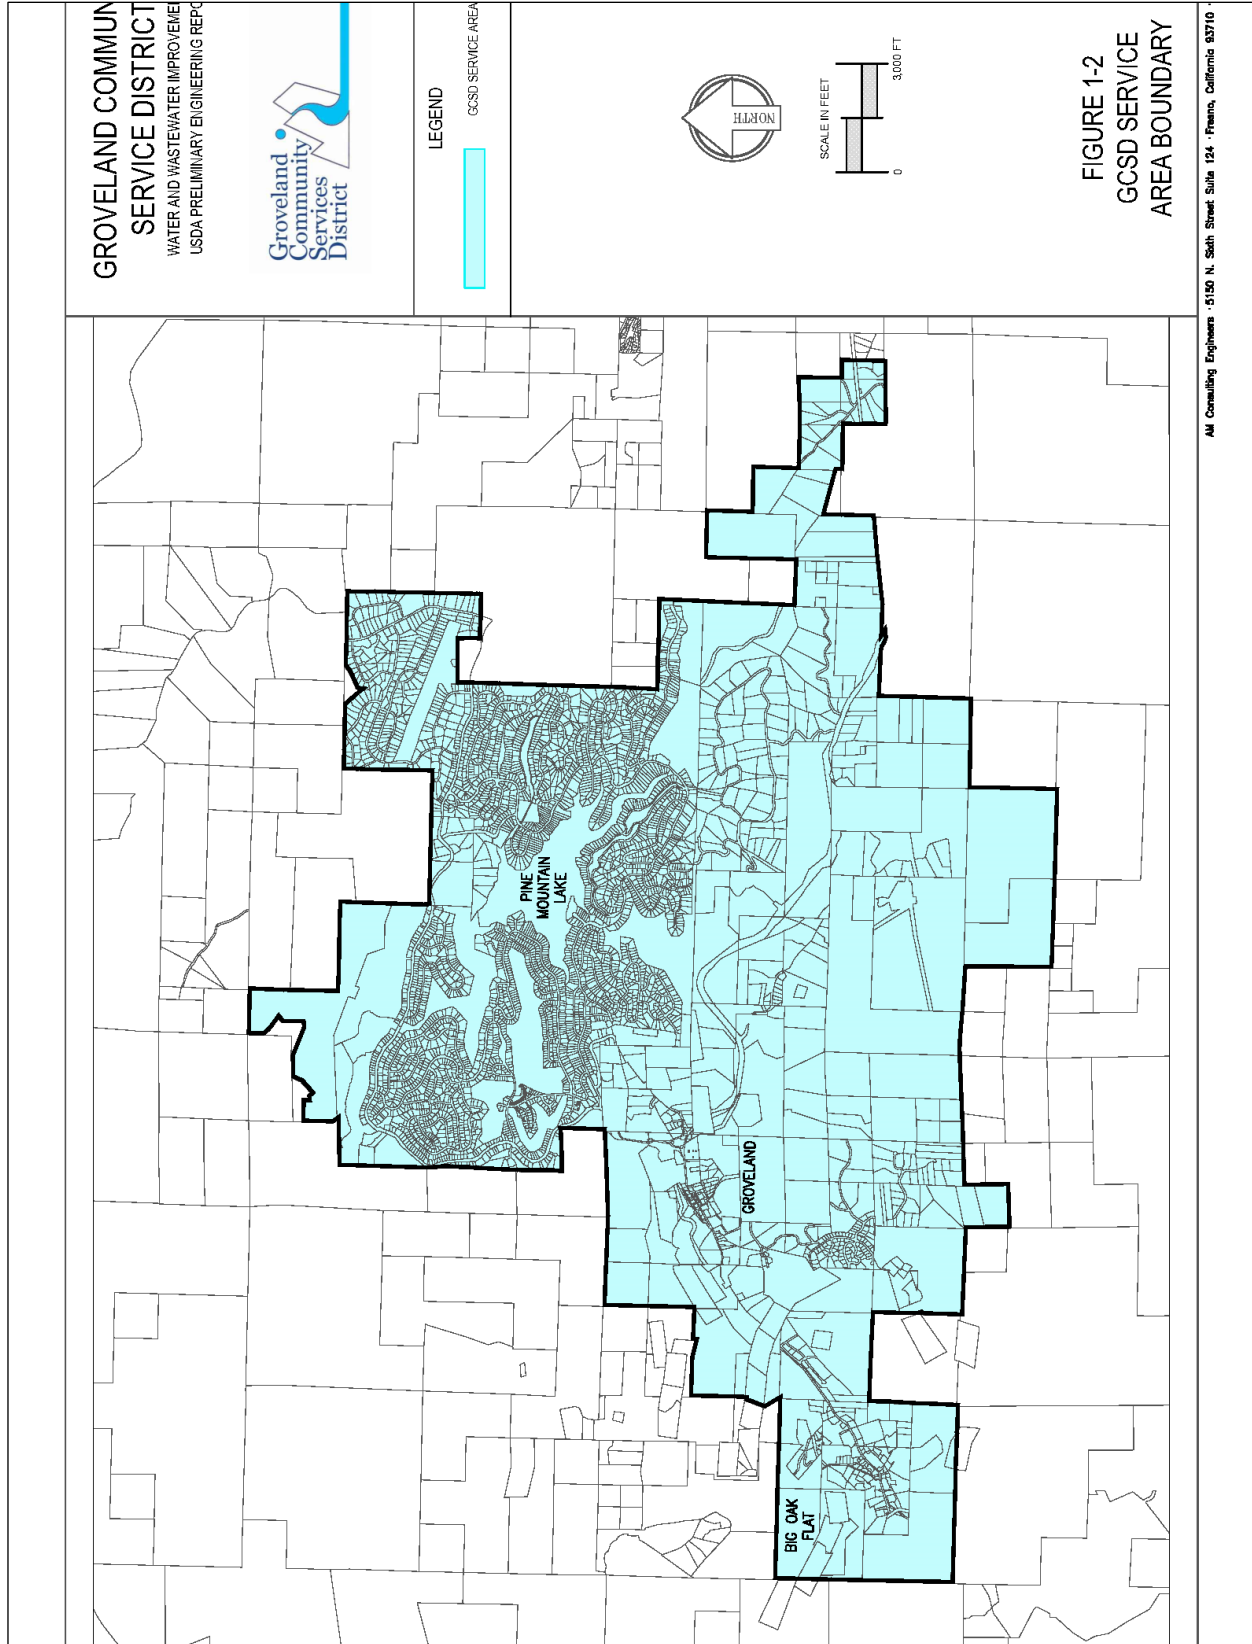 GROVELAND COMMUN
SERVICE DISTRICT
WATER AND WASTEWATER IMPROVEME
USDA PRELIMINARY ENGINEERING REPO
Groveland
Community
Services
District
LEGEND
GCSD SERVICE AREA
NORTH
SCALE IN FEET
0
3,000 FT
FIGURE 1-2
GCSD SERVICE
AREA BOUNDARY
AM Consulting Engineers · 5150 N. Sixth Street Suite 124 · Fresno, California 93710 ·
PINE
MOUNTAIN
LAKE
GROVELAND
BIG OAK
FLAT